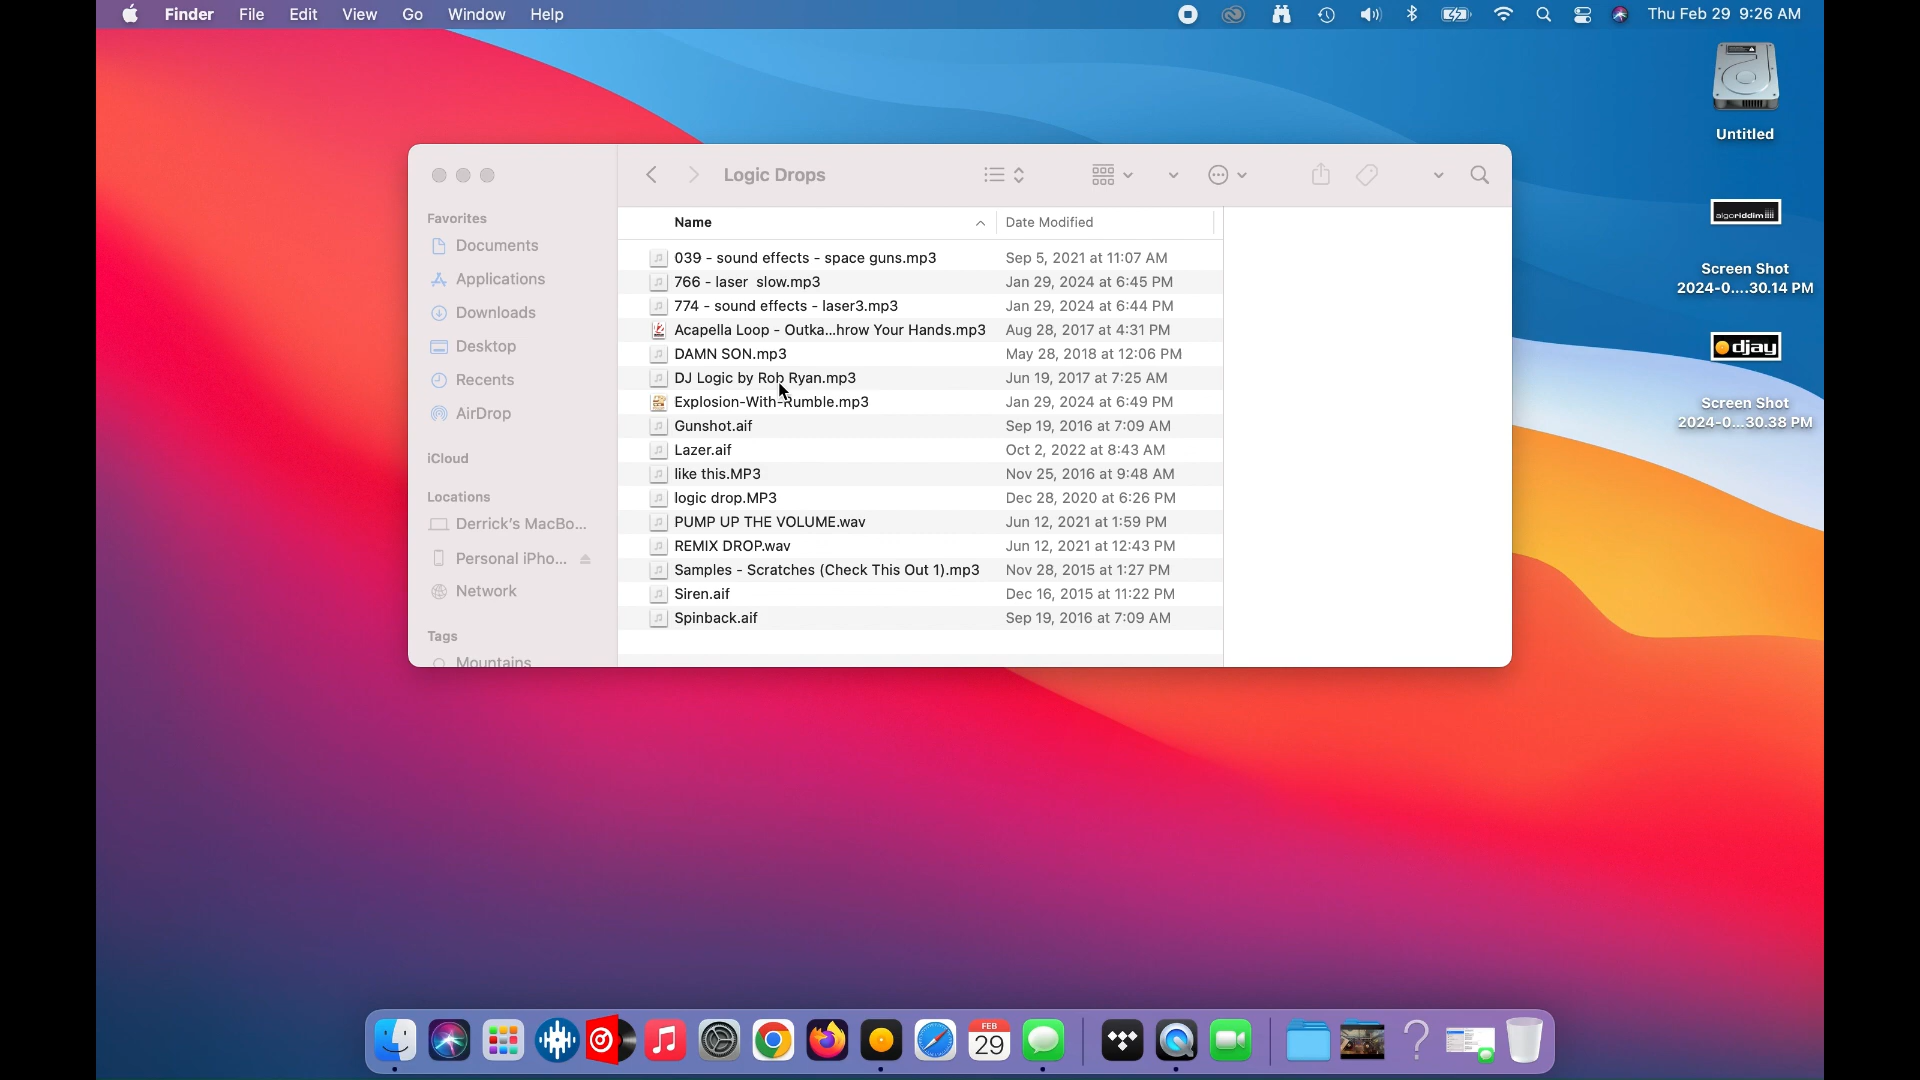 Finder File Edit View Go Window Help Thu Feb 29 9:26 AM
Untitled
algoriddim
Screen Shot
2024-0....30.14 PM
djay
Screen Shot
2024-0...30.38 PM
Logic Drops
Favorites
Documents
Applications
Downloads
Desktop
Recents
AirDrop
iCloud
Locations
Derrick's MacBo...
Personal iPho...
Network
Tags
Mountains
Name Date Modified
039 - sound effects - space guns.mp3 Sep 5, 2021 at 11:07 AM
766 - laser slow.mp3 Jan 29, 2024 at 6:45 PM
774 - sound effects - laser3.mp3 Jan 29, 2024 at 6:44 PM
Acapella Loop - Outka...hrow Your Hands.mp3 Aug 28, 2017 at 4:31 PM
DAMN SON.mp3 May 28, 2018 at 12:06 PM
DJ Logic by Rob Ryan.mp3 Jun 19, 2017 at 7:25 AM
Explosion-With-Rumble.mp3 Jan 29, 2024 at 6:49 PM
Gunshot.aif Sep 19, 2016 at 7:09 AM
Lazer.aif Oct 2, 2022 at 8:43 AM
like this.MP3 Nov 25, 2016 at 9:48 AM
logic drop.MP3 Dec 28, 2020 at 6:26 PM
PUMP UP THE VOLUME.wav Jun 12, 2021 at 1:59 PM
REMIX DROP.wav Jun 12, 2021 at 12:43 PM
Samples - Scratches (Check This Out 1).mp3 Nov 28, 2015 at 1:27 PM
Siren.aif Dec 16, 2015 at 11:22 PM
Spinback.aif Sep 19, 2016 at 7:09 AM
FEB
29